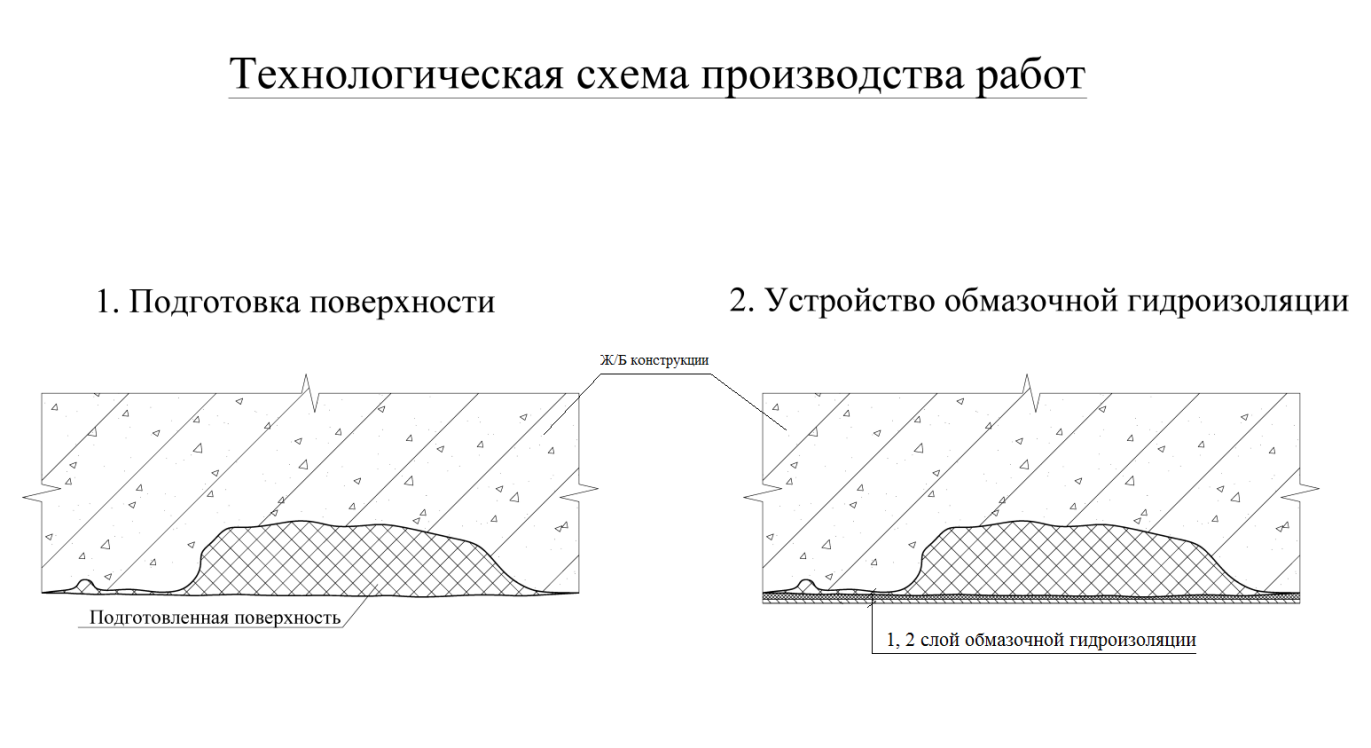 Технологическая схема производства работ
1. Подготовка поверхности
2. Устройство обмазочной гидроизоляции
Ж/Б конструкции
Подготовленная поверхность
1, 2 слой обмазочной гидроизоляции